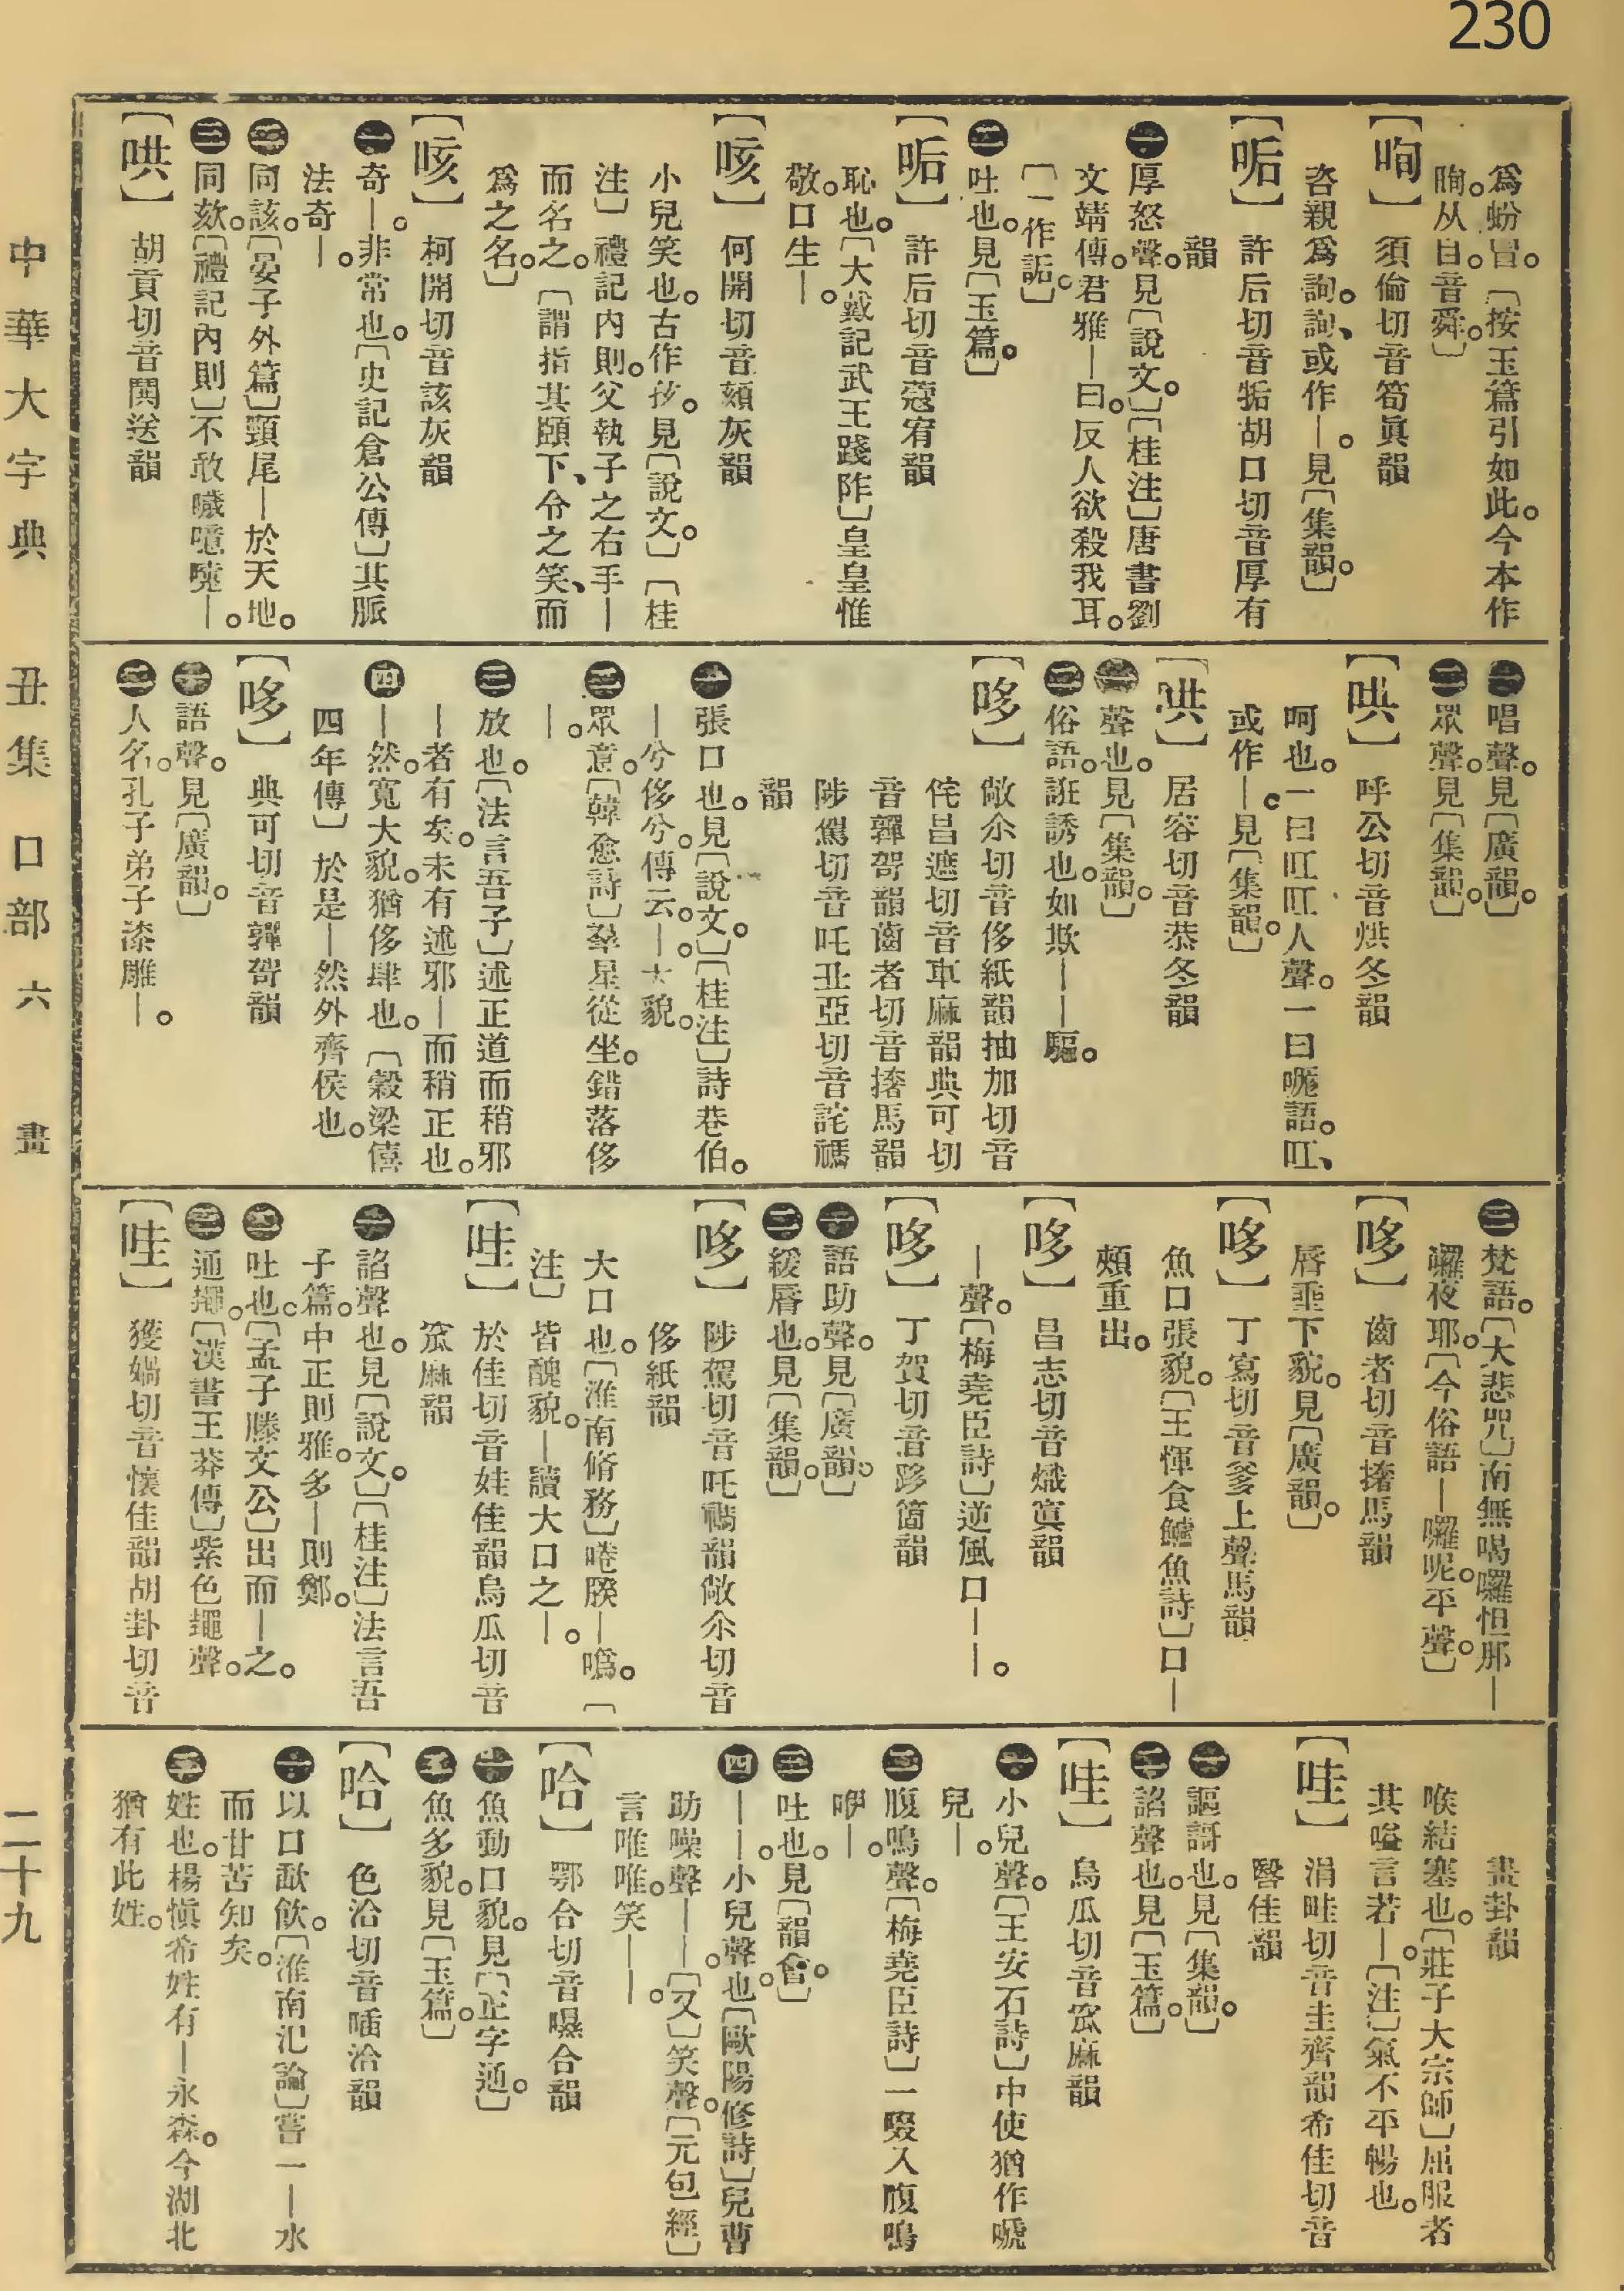 230
爲蚡冒。〔按玉篇引如此。今本作
眴。从目。音舜。〕
【咰】須倫切音荀眞韻
咨親爲詢。詢、或作—。見〔集韻。〕
【㖃】許后切音㸸胡口切音厚有
韻
㊀厚怒聲。見〔說文。〕〔桂注〕唐書劉
文靖傳。君雅—曰。反人欲殺我耳。
〔一作詬。〕
㊁吐也。見〔玉篇。〕
【㖃】許后切音蔻宥韻
恥也。〔大戴記武王踐阼〕皇皇惟
敬。口生—。
【咳】何開切音頦灰韻
小兒笑也。古作孩。見〔說文。〕〔桂
注〕禮記內則。父執子之右手—
而名之。〔謂指其頤下、令之笑、而
爲之名。〕
【咳】柯開切音該灰韻
㊀奇—。非常也。〔史記倉公傳〕其脈
法奇—。
㊁同該。〔晏子外篇〕頸尾—於天地。
㊂同欬。〔禮記內則〕不敢噦噫嚏—。
【哄】胡貢切音閧送韻
㊀唱聲。見〔廣韻。〕
㊁眾聲。見〔集韻。〕
【哄】呼公切音烘冬韻
呵也。一曰叿叿人聲。一曰呝語。叿、
或作—。見〔集韻。〕
【哄】居容切音恭冬韻
㊀聲也。見〔集韻。〕
㊁俗語。誑誘也。如欺——騙。
【哆】敞尒切音侈紙韻抽加切音
侘昌遮切音車麻韻典可切
音嚲哿韻齒者切音撦馬韻
陟駕切音吒丑亞切音詫禡
韻
㊀張口也。見〔說文。〕〔桂注〕詩巷伯。
—兮侈兮。傳云。—大貌。
㊁眾意。〔韓愈詩〕羣星從坐。錯落侈
—。
㊂放也。〔法言吾子〕述正道而稍邪
—者有矣。未有述邪—而稍正也。
㊃—然。寬大貌。猶侈肆也。〔穀梁僖
四年傳〕於是—然外齊侯也。
【哆】典可切音嚲哿韻
㊀語聲。見〔廣韻。〕
㊁人名。孔子弟子漆雕—。
㊂梵語。〔大悲咒〕南無喝囉怛那—
囉夜耶。〔今俗語—囉呢。平聲。〕
【哆】齒者切音撦馬韻
脣垂下貌。見〔廣韻。〕
【哆】丁寫切音爹上聲馬韻
魚口張貌。〔王惲食鱸魚詩〕口—
頰重出。
【哆】昌志切音熾寘韻
—聲。〔梅堯臣詩〕逆風口——。
【哆】丁賀切音跢箇韻
㊀語助聲。見〔廣韻。〕
㊁緩脣也。見〔集韻。〕
【哆】陟駕切音吒禡韻敞尒切音
侈紙韻
大口也。〔淮南脩務〕啳䐼—噅。〔
注〕皆醜貌。—讀大口之—。
【哇】於佳切音娃佳韻烏瓜切音
窊麻韻
㊀諂聲也。見〔說文。〕〔桂注〕法言吾
子篇。中正則雅。多—則鄭。
㊁吐也。〔孟子滕文公〕出而—之。
㊂通䵷。〔漢書王莽傳〕紫色䵷聲。
【哇】獲媧切音懷佳韻胡卦切音
畫卦韻
喉結塞也。〔莊子大宗師〕屈服者
其嗌言若—。〔注〕氣不平暢也。
【哇】涓畦切音圭齊韻希佳切音
䁂佳韻
㊀謳謌也。見〔集韻。〕
㊁諂聲也。見〔玉篇。〕
【哇】烏瓜切音窊麻韻
㊀小兒聲。〔王安石詩〕中使猶作嗁
兒—。
㊁腹鳴聲。〔梅堯臣詩〕一啜入腹鳴
咿—。
㊂吐也。見〔韻會。〕
㊃——。小兒聲也。〔歐陽修詩〕兒曹
助噪聲——。〔又〕笑聲。〔元包經〕
言唯唯。笑——。
【哈】鄂合切音㬤合韻
㊀魚動口貌。見〔正字通。〕
㊁魚多貌。見〔玉篇。〕
【哈】色洽切音啑洽韻
㊀以口歃飲。〔淮南氾論〕嘗一—水
而甘苦知矣。
㊁姓也。楊愼希姓有—永森。今湖北
猶有此姓。
中華大字典　丑集　口部　六　畫　二十九